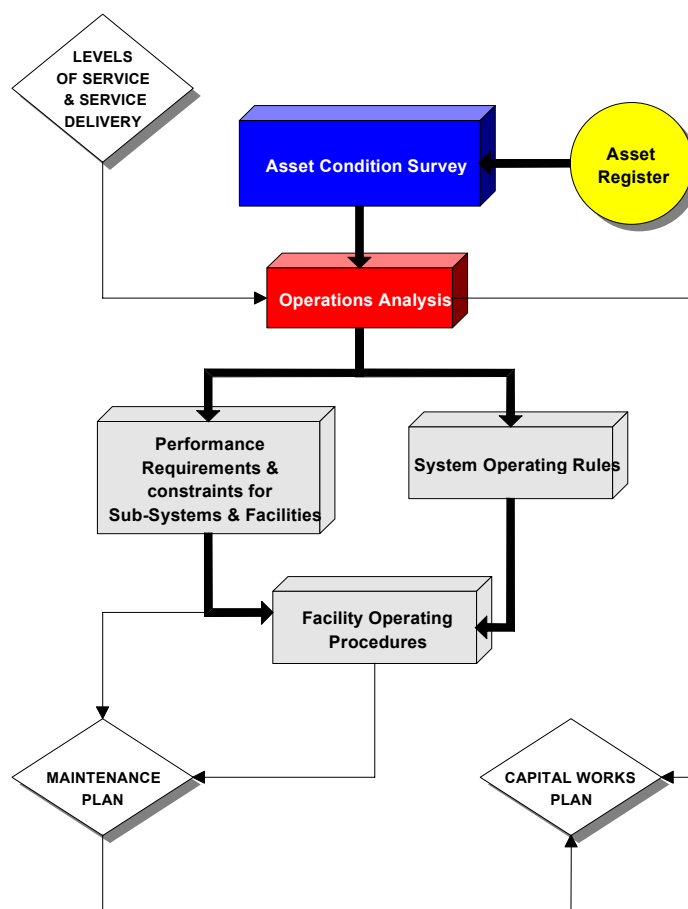 LEVELS
OF SERVICE
& SERVICE
DELIVERY
Asset Condition Survey
Asset
Register
Operations Analysis
Performance
Requirements &
constraints for
Sub-Systems & Facilities
System Operating Rules
Facility Operating
Procedures
MAINTENANCE
PLAN
CAPITAL WORKS
PLAN